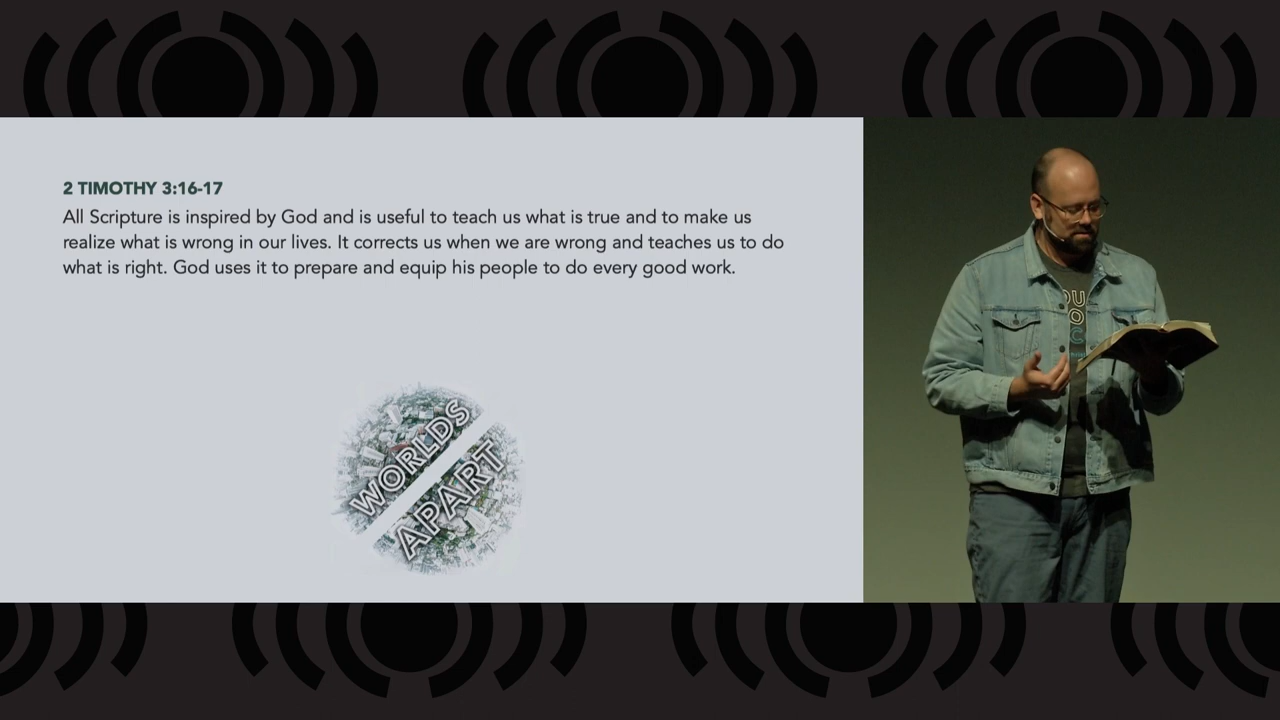 2 TIMOTHY 3:16-17
All Scripture is inspired by God and is useful to teach us what is true and to make us
realize what is wrong in our lives. It corrects us when we are wrong and teaches us to do
what is right. God uses it to prepare and equip his people to do every good work.
WORLDS
APART